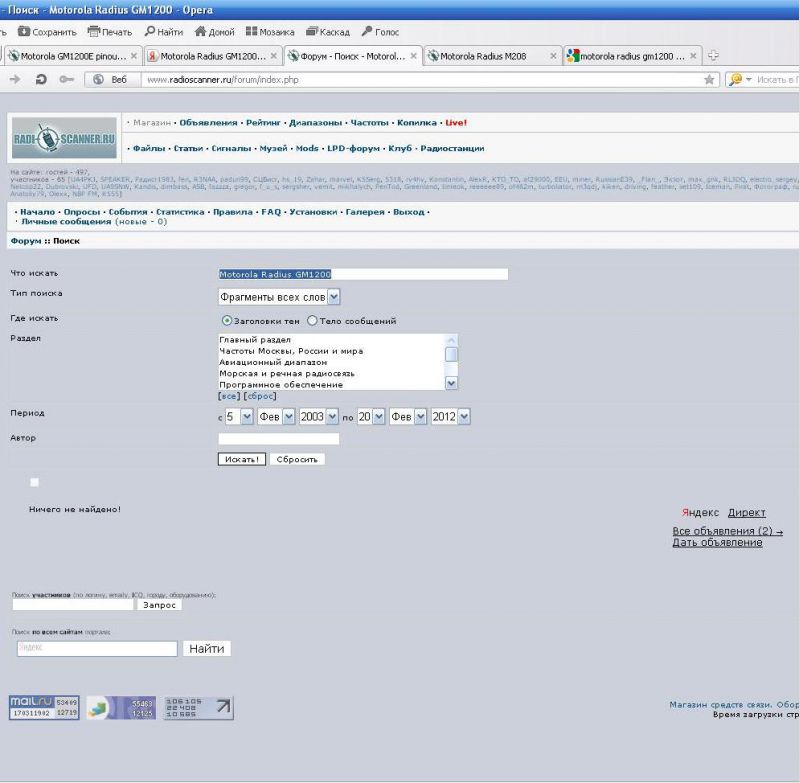 - Поиск - Motorola Radius GM1200 - Opera
ть Сохранить Печать Найти Домой Мозаика Каскад Голос
Motorola GM1200E pinou... Motorola Radius GM1200... Форум - Поиск - Motorol... Motorola Radius M208 motorola radius gm1200 ...
Веб www.radioscanner.ru/forum/index.php Искать в
RADI SCANNER.RU
· Магазин · Объявления · Рейтинг · Диапазоны · Частоты · Копилка · Live!
· Файлы · Статьи · Сигналы · Музей · Mods · LPD-форум · Клуб · Радиостанции
На сайте: гостей - 497,
участников - 65
· Начало · Опросы · События · Статистика · Правила · FAQ · Установки · Галерея · Выход ·
· Личные сообщения (новые - 0)
Форум :: Поиск
Что искать Motorola Radius GM1200
Тип поиска Фрагменты всех слов
Где искать Заголовки тем Тело сообщений
Раздел Главный раздел
Частоты Москвы, России и мира
Авиационный диапазон
Морская и речная радиосвязь
Программное обеспечение
[все] [сброс]
Период с 5 Фев 2003 по 20 Фев 2012
Автор
Искать! Сбросить
Ничего не найдено!
Яндекс Директ
Все объявления (2) →
Дать объявление
Поиск участников (по логину, emailу, ICQ, городу, оборудованию):
Запрос
Поиск по всем сайтам портала:
Яндекс Найти
mail.ru 53409
170311902 12719
55463
12125
106105
22408
10585
Магазин средств связи. Обор
Время загрузки стр